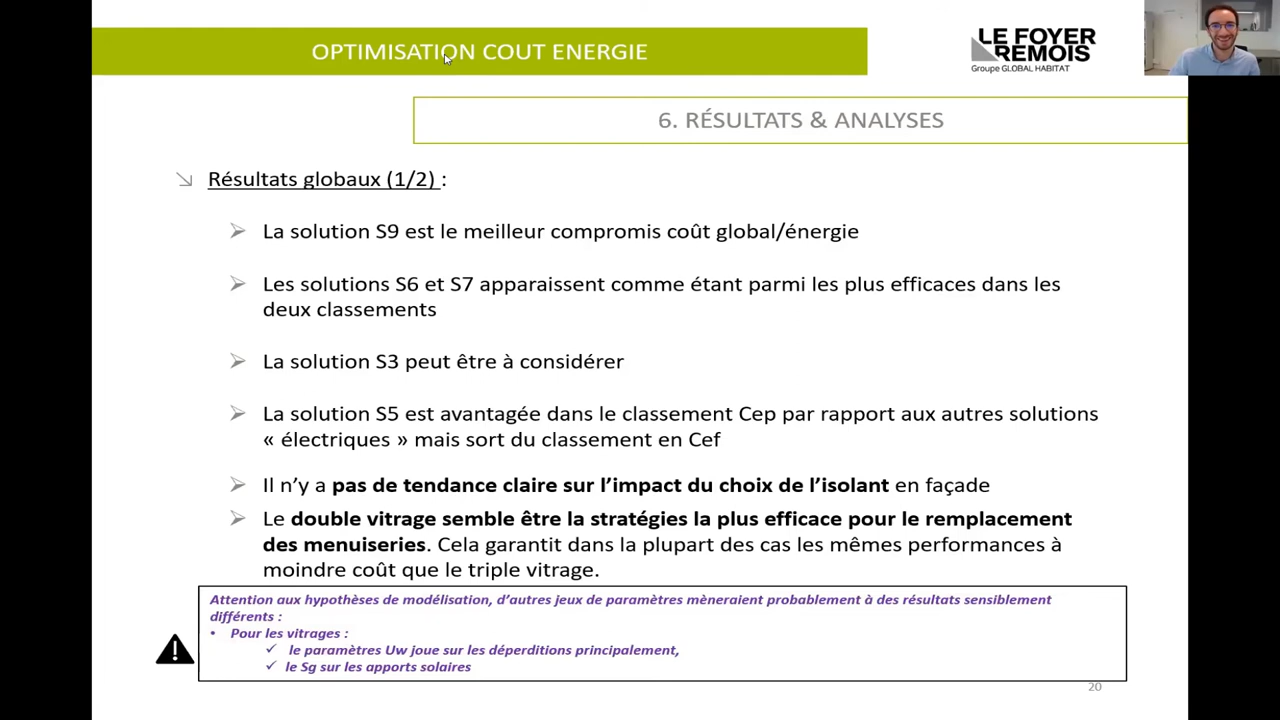 OPTIMISATION COUT ENERGIE
LE FOYER
REMOIS
Groupe GLOBAL HABITAT
6. RÉSULTATS & ANALYSES
Résultats globaux (1/2) :
La solution S9 est le meilleur compromis coût global/énergie
Les solutions S6 et S7 apparaissent comme étant parmi les plus efficaces dans les
deux classements
La solution S3 peut être à considérer
La solution S5 est avantagée dans le classement Cep par rapport aux autres solutions
« électriques » mais sort du classement en Cef
Il n’y a pas de tendance claire sur l’impact du choix de l’isolant en façade
Le double vitrage semble être la stratégies la plus efficace pour le remplacement
des menuiseries. Cela garantit dans la plupart des cas les mêmes performances à
moindre coût que le triple vitrage.
Attention aux hypothèses de modélisation, d’autres jeux de paramètres mèneraient probablement à des résultats sensiblement
différents :
• Pour les vitrages :
✓ le paramètres Uw joue sur les déperditions principalement,
✓ le Sg sur les apports solaires
20